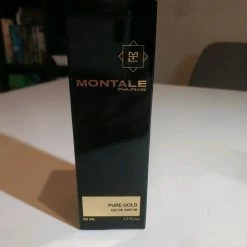 MONTALE
PARIS
PURE GOLD
EAU DE PARFUM
50 ML 1.7 FL.OZ